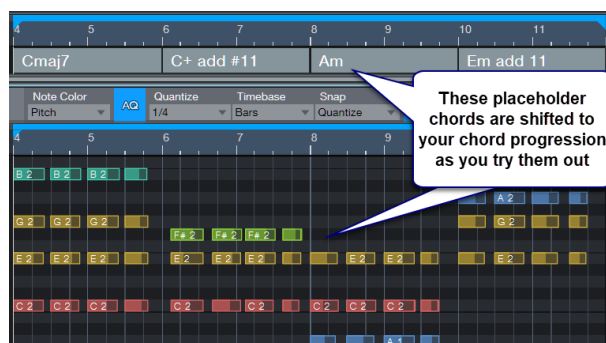 4 5 6 7 8 9 10 11
Cmaj7 C+ add #11 Am Em add 11
These placeholder
chords are shifted to
your chord progression
as you try them out
Note Color Quantize Timebase Snap
Pitch AQ 1/4 Bars Quantize
4 5 6 7 8 9
B 2 B 2 B 2
A 2
G 2 G 2 G 2 G 2
F# 2 F# 2 F# 2
E 2 E 2 E 2 E 2 E 2 E 2 E 2 E 2 E 2
C 2 C 2 C 2 C 2 C 2 C 2 C 2 C 2
A 1